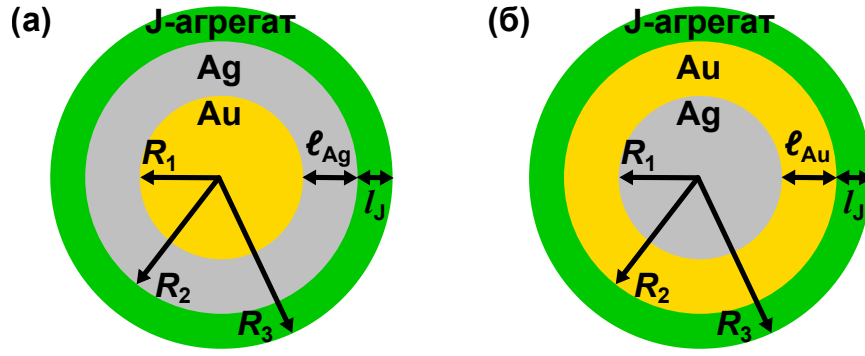 (а)
J-агрегат
Ag
Au
R1
ℓAg
lJ
R2
R3
(б)
J-агрегат
Au
Ag
R1
ℓAu
lJ
R2
R3